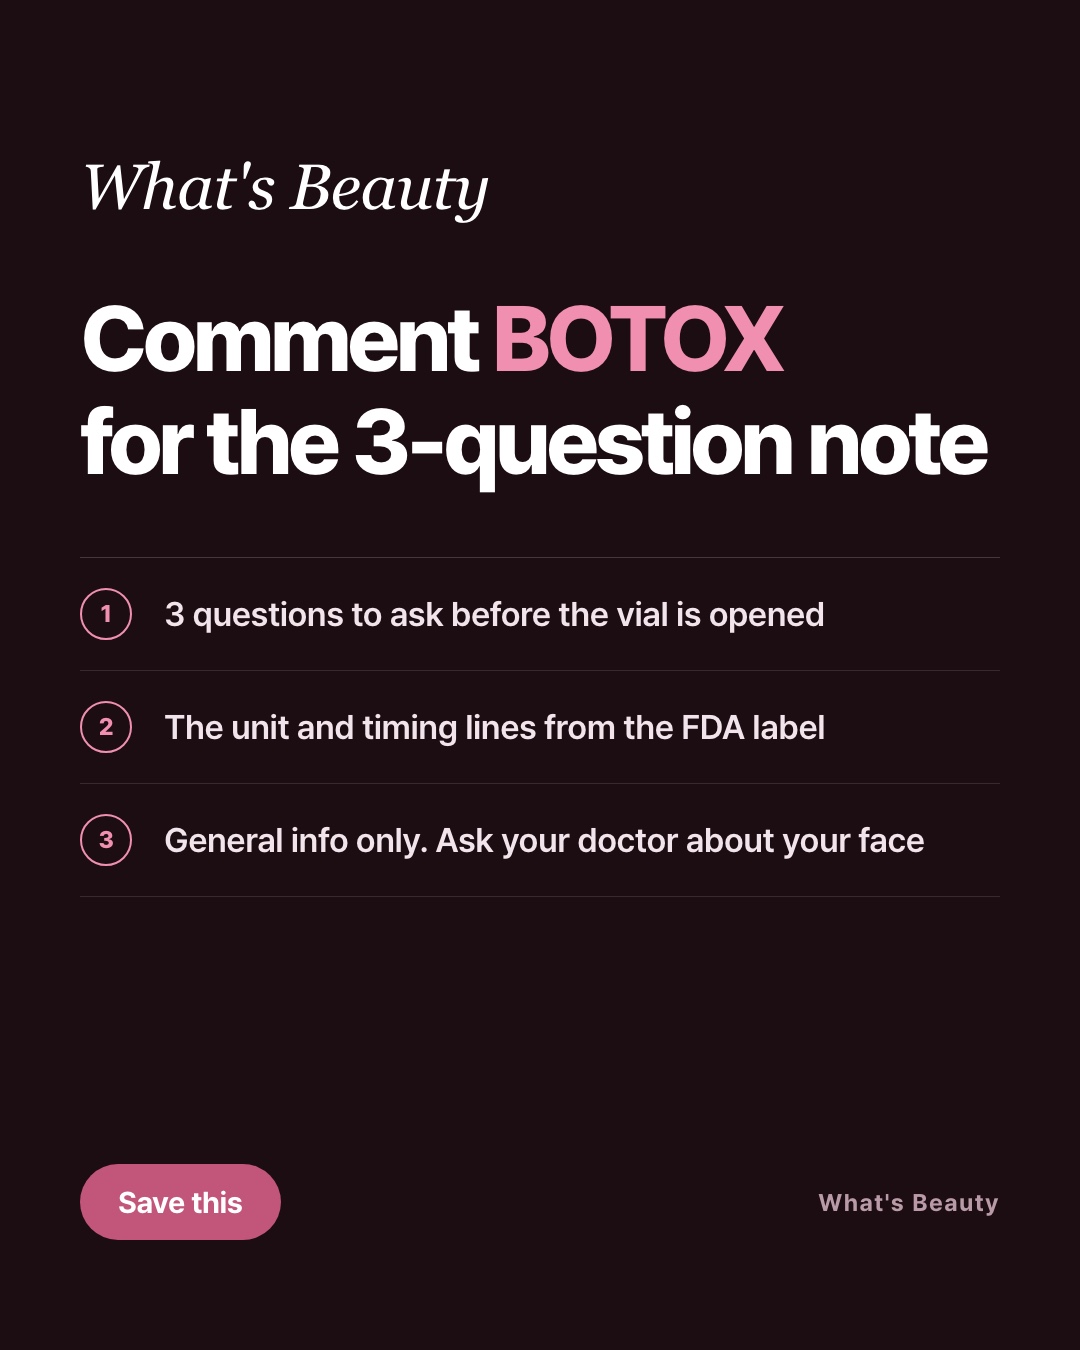 What's Beauty
Comment BOTOX
for the 3-question note
1 3 questions to ask before the vial is opened
2 The unit and timing lines from the FDA label
3 General info only. Ask your doctor about your face
Save this
What's Beauty